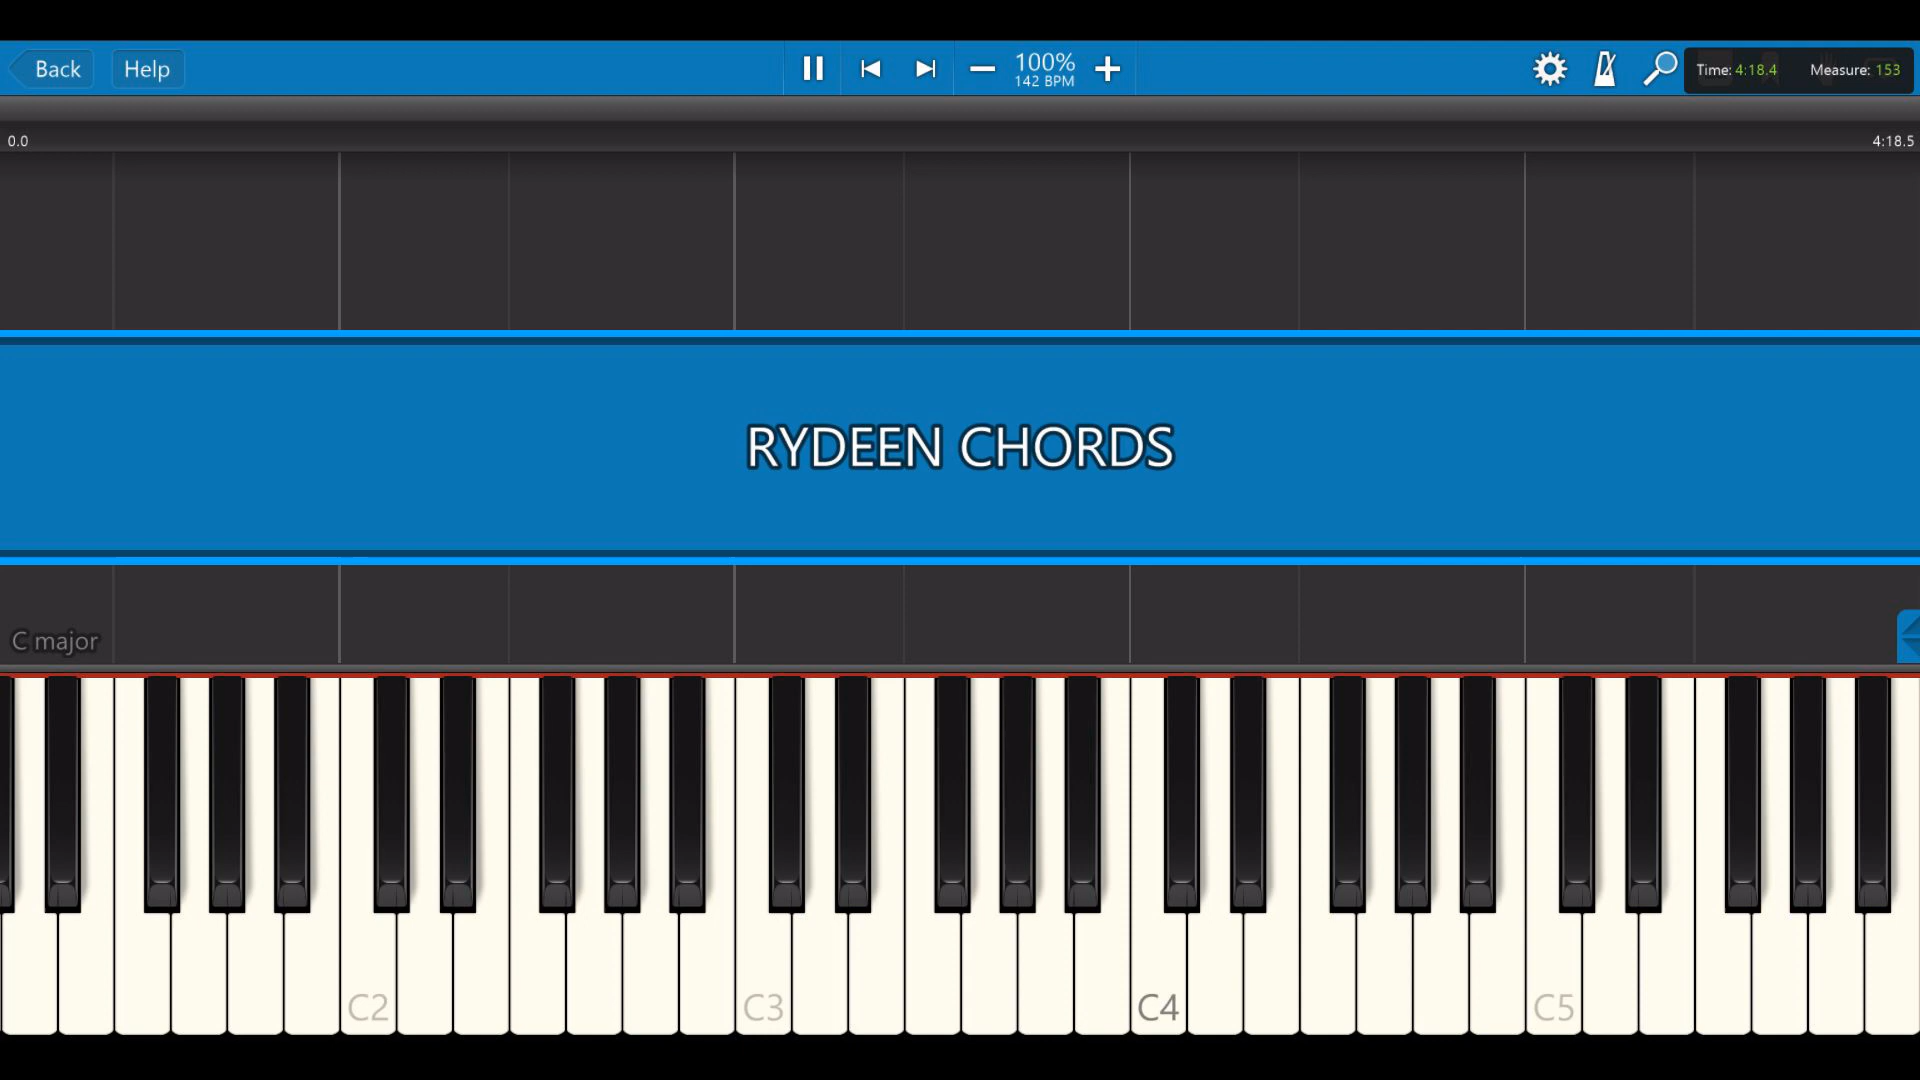 Back
Help
100%
142 BPM
Time: 4:18.4
Measure: 153
0.0
4:18.5
RYDEEN CHORDS
C major
C2
C3
C4
C5